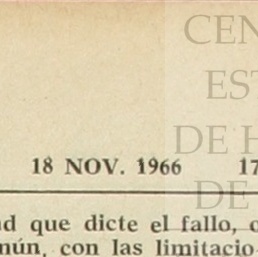 CEN
EST
DE H
18 NOV. 1966 17
DE
ad que dicte el fallo, c
mún, con las limitacio-